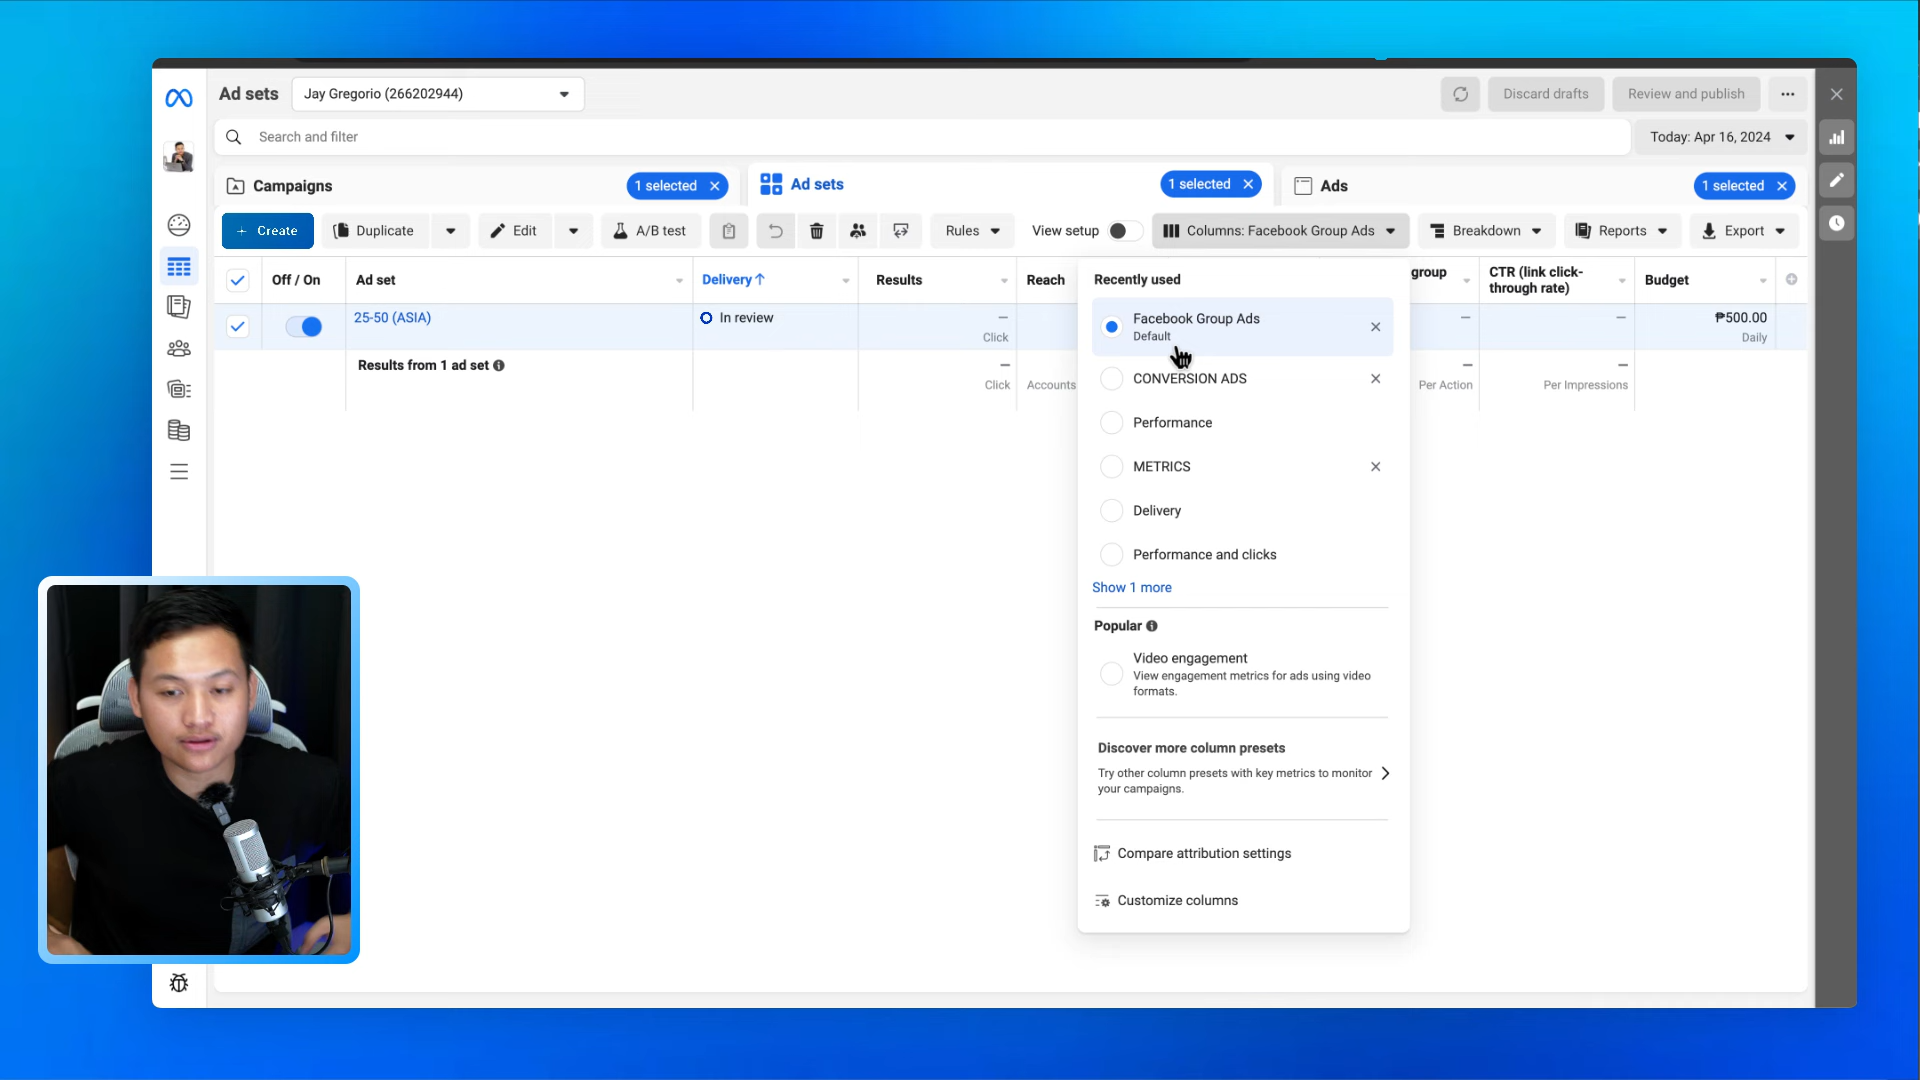 Ad sets
Jay Gregorio (266202944)
Discard drafts
Review and publish
Search and filter
Today: Apr 16, 2024
Campaigns
1 selected
Ad sets
1 selected
Ads
1 selected
Create
Duplicate
Edit
A/B test
Rules
View setup
Columns: Facebook Group Ads
Breakdown
Reports
Export
Off / On
Ad set
Delivery ↑
Results
Reach
group
CTR (link click-
through rate)
Budget
25-50 (ASIA)
In review
—
Click
—
—
₱500.00
Daily
Results from 1 ad set
—
Click
Accounts
—
Per Action
—
Per Impressions
Recently used
Facebook Group Ads
Default
CONVERSION ADS
Performance
METRICS
Delivery
Performance and clicks
Show 1 more
Popular
Video engagement
View engagement metrics for ads using video
formats.
Discover more column presets
Try other column presets with key metrics to monitor
your campaigns.
Compare attribution settings
Customize columns